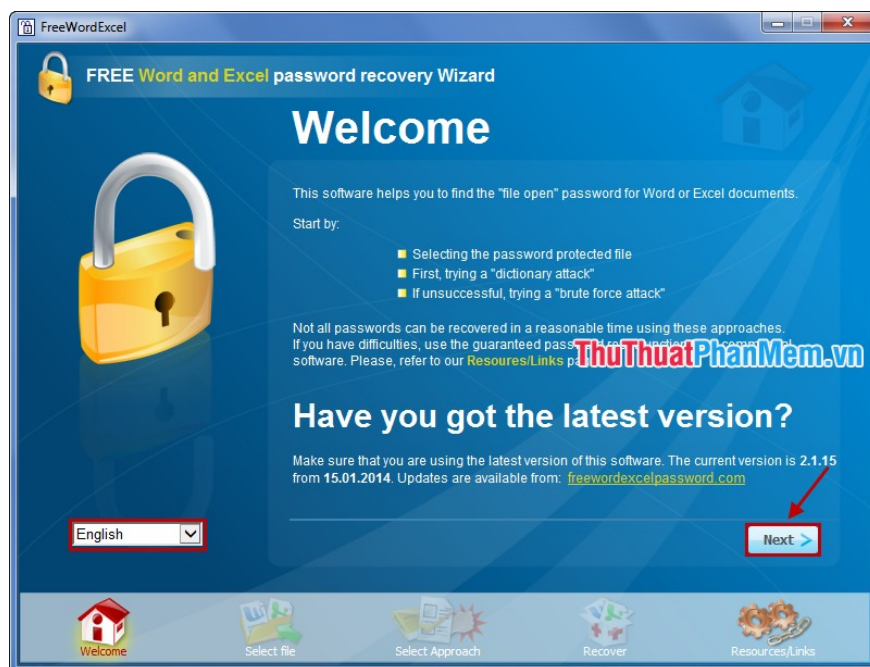 FreeWordExcel
FREE Word and Excel password recovery Wizard
Welcome
This software helps you to find the "file open" password for Word or Excel documents.
Start by:
Selecting the password protected file
First, trying a "dictionary attack"
If unsuccessful, trying a "brute force attack"
Not all passwords can be recovered in a reasonable time using these approaches.
If you have difficulties, use the guaranteed
software. Please, refer to our Resoures/Links
ThuThuatPhanMem.vn
Have you got the latest version?
Make sure that you are using the latest version of this software. The current version is 2.1.15
from 15.01.2014. Updates are available from: freewordexcelpassword.com
English
Next
Welcome
Select file
Select Approach
Recover
Resources/Links